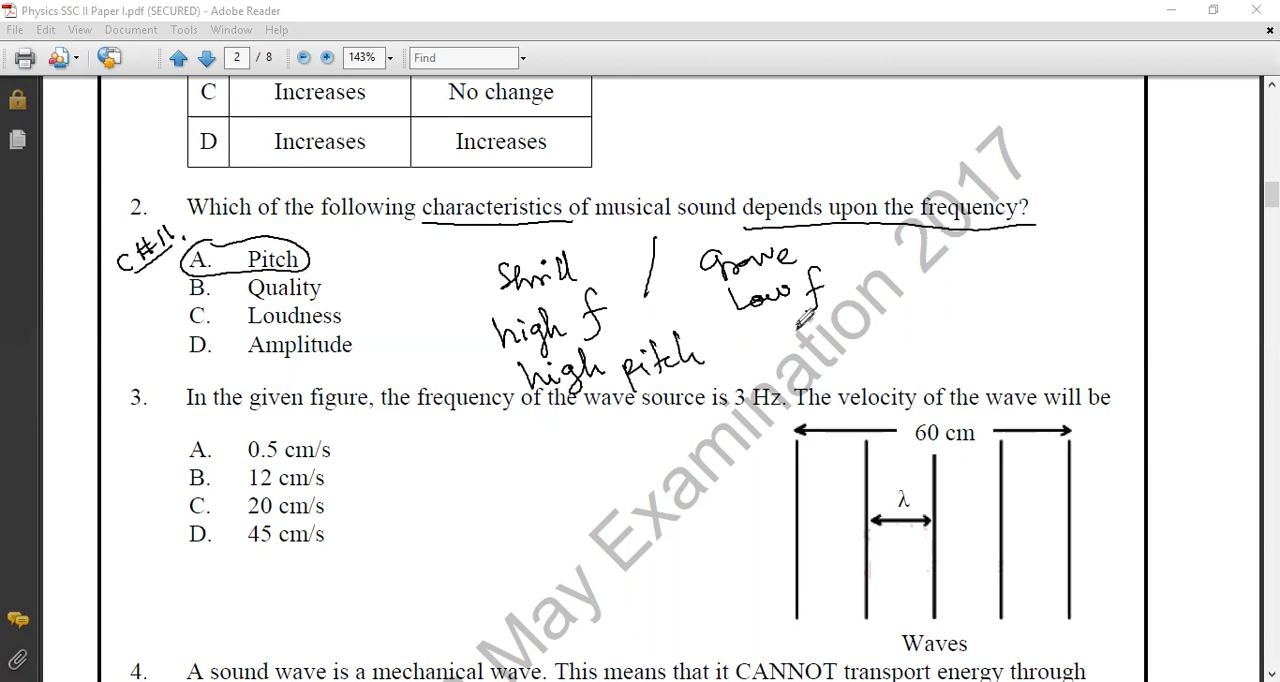 Physics SSC II Paper I.pdf (SECURED) - Adobe Reader
File Edit View Document Tools Window Help
2 / 8 143% Find
C Increases No change
D Increases Increases
2. Which of the following characteristics of musical sound depends upon the frequency?
C#11.
A. Pitch
B. Quality
C. Loudness
D. Amplitude
Shrill / Grave
high f Low f
high pitch
3. In the given figure, the frequency of the wave source is 3 Hz. The velocity of the wave will be
60 cm
A. 0.5 cm/s
B. 12 cm/s
C. 20 cm/s
D. 45 cm/s
λ
Waves
4. A sound wave is a mechanical wave. This means that it CANNOT transport energy through
May Examination 2017